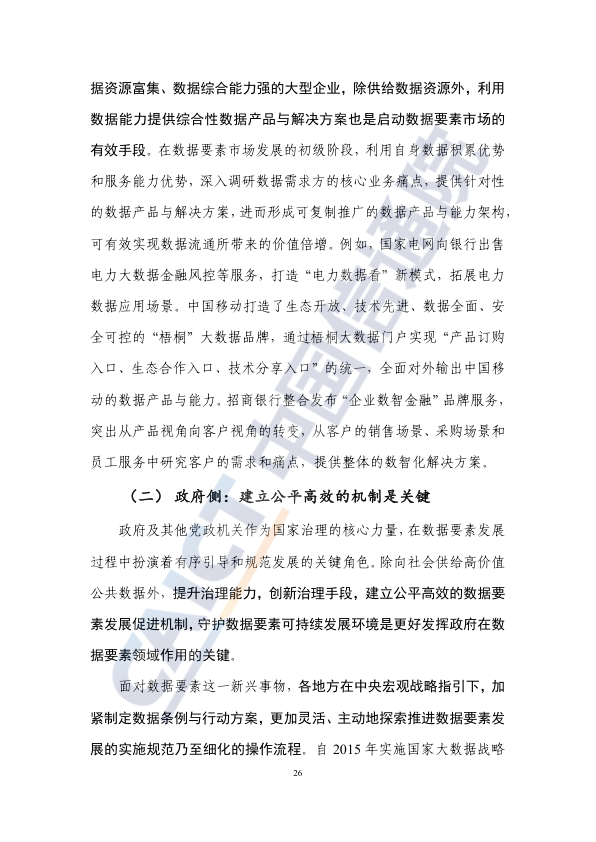 据资源富集、数据综合能力强的大型企业，除供给数据资源外，利用
数据能力提供综合性数据产品与解决方案也是启动数据要素市场的
有效手段。在数据要素市场发展的初级阶段，利用自身数据积累优势
和服务能力优势，深入调研数据需求方的核心业务痛点，提供针对性
的数据产品与解决方案，进而形成可复制推广的数据产品与能力架构，
可有效实现数据流通所带来的价值倍增。例如，国家电网向银行出售
电力大数据金融风控等服务，打造“电力数据看”新模式，拓展电力
数据应用场景。中国移动打造了生态开放、技术先进、数据全面、安
全可控的“梧桐”大数据品牌，通过梧桐大数据门户实现“产品订购
入口、生态合作入口、技术分享入口”的统一，全面对外输出中国移
动的数据产品与能力。招商银行整合发布“企业数智金融”品牌服务，
突出从产品视角向客户视角的转变，从客户的销售场景、采购场景和
员工服务中研究客户的需求和痛点，提供整体的数智化解决方案。
（二） 政府侧：建立公平高效的机制是关键
政府及其他党政机关作为国家治理的核心力量，在数据要素发展
过程中扮演着有序引导和规范发展的关键角色。除向社会供给高价值
公共数据外，提升治理能力，创新治理手段，建立公平高效的数据要
素发展促进机制，守护数据要素可持续发展环境是更好发挥政府在数
据要素领域作用的关键。
面对数据要素这一新兴事物，各地方在中央宏观战略指引下，加
紧制定数据条例与行动方案，更加灵活、主动地探索推进数据要素发
展的实施规范乃至细化的操作流程。自 2015 年实施国家大数据战略
26
CAICT 中国信通院